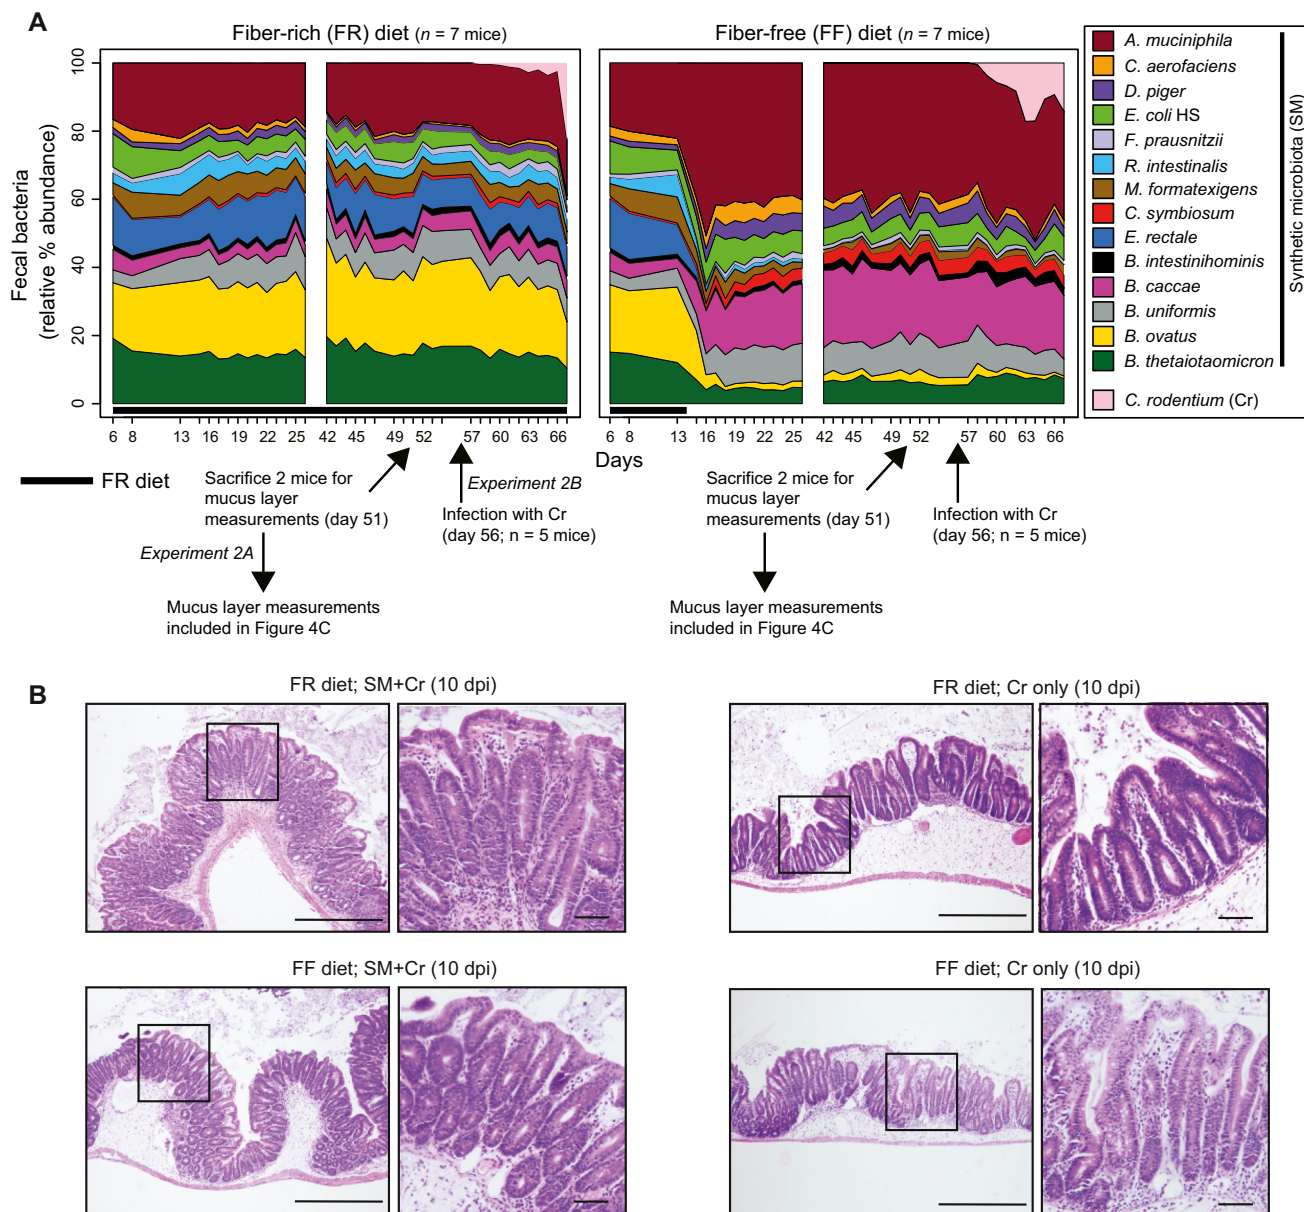 A
Fiber-rich (FR) diet (n = 7 mice)
Fiber-free (FF) diet (n = 7 mice)
Fecal bacteria
(relative % abundance)
100
80
60
40
20
0
6 8 13 16 19 22 25 42 45 49 52 57 60 63 66
6 8 13 16 19 22 25 42 45 49 52 57 60 63 66
Days
A. muciniphila
C. aerofaciens
D. piger
E. coli HS
F. prausnitzii
R. intestinalis
M. formatexigens
C. symbiosum
E. rectale
B. intestinihominis
B. caccae
B. uniformis
B. ovatus
B. thetaiotaomicron
C. rodentium (Cr)
Synthetic microbiota (SM)
FR diet
Sacrifice 2 mice for
mucus layer
measurements (day 51)
Experiment 2A
Mucus layer measurements
included in Figure 4C
Experiment 2B
Infection with Cr
(day 56; n = 5 mice)
Sacrifice 2 mice for
mucus layer
measurements (day 51)
Mucus layer measurements
included in Figure 4C
Infection with Cr
(day 56; n = 5 mice)
B
FR diet; SM+Cr (10 dpi)
FR diet; Cr only (10 dpi)
FF diet; SM+Cr (10 dpi)
FF diet; Cr only (10 dpi)